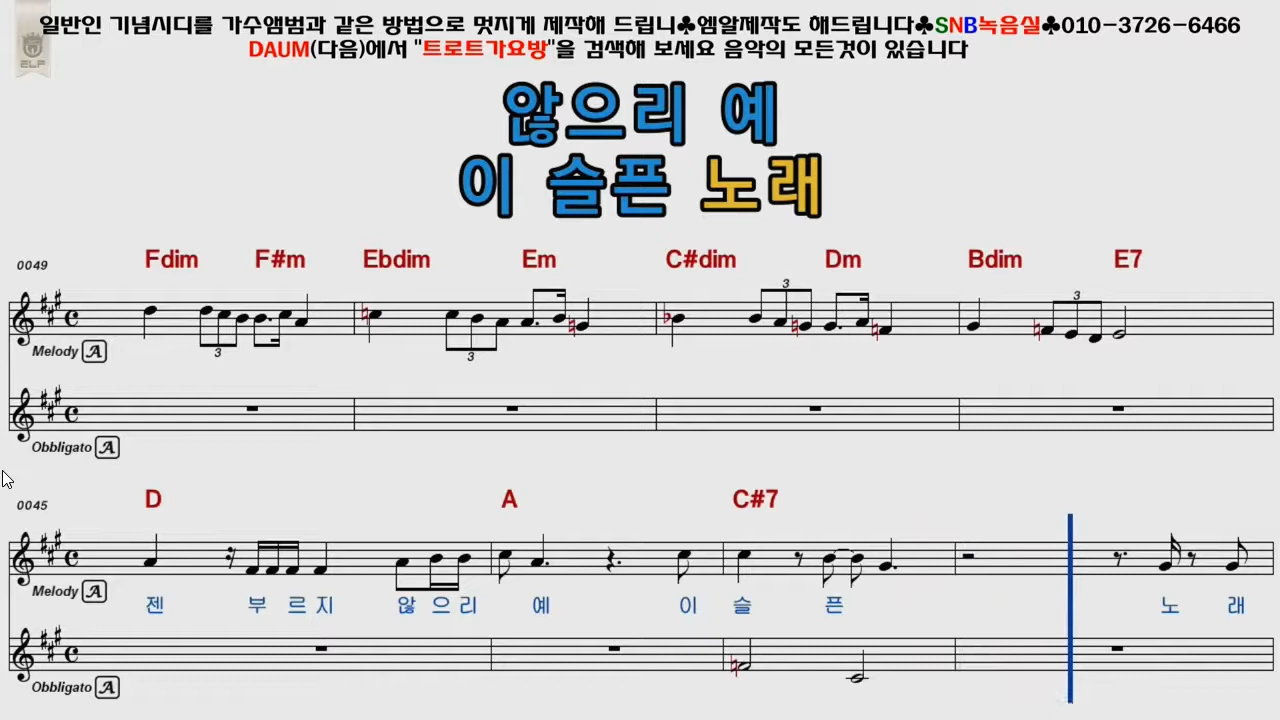 일반인 기념시디를 가수앨범과 같은 방법으로 멋지게 제작해 드립니♣엠알제작도 해드립니다♣SNB녹음실♣010-3726-6466
DAUM(다음)에서 "트로트가요방"을 검색해 보세요 음악의 모든것이 있습니다
ELF
않으리 예
이 슬픈 노래
0049 Fdim F#m Ebdim Em C#dim Dm Bdim E7
3 3 3 3
Melody A
Obbligato A
0045 D A C#7
Melody A
젠 부 르 지 않 으 리 예 이 슬 픈 노 래
Obbligato A